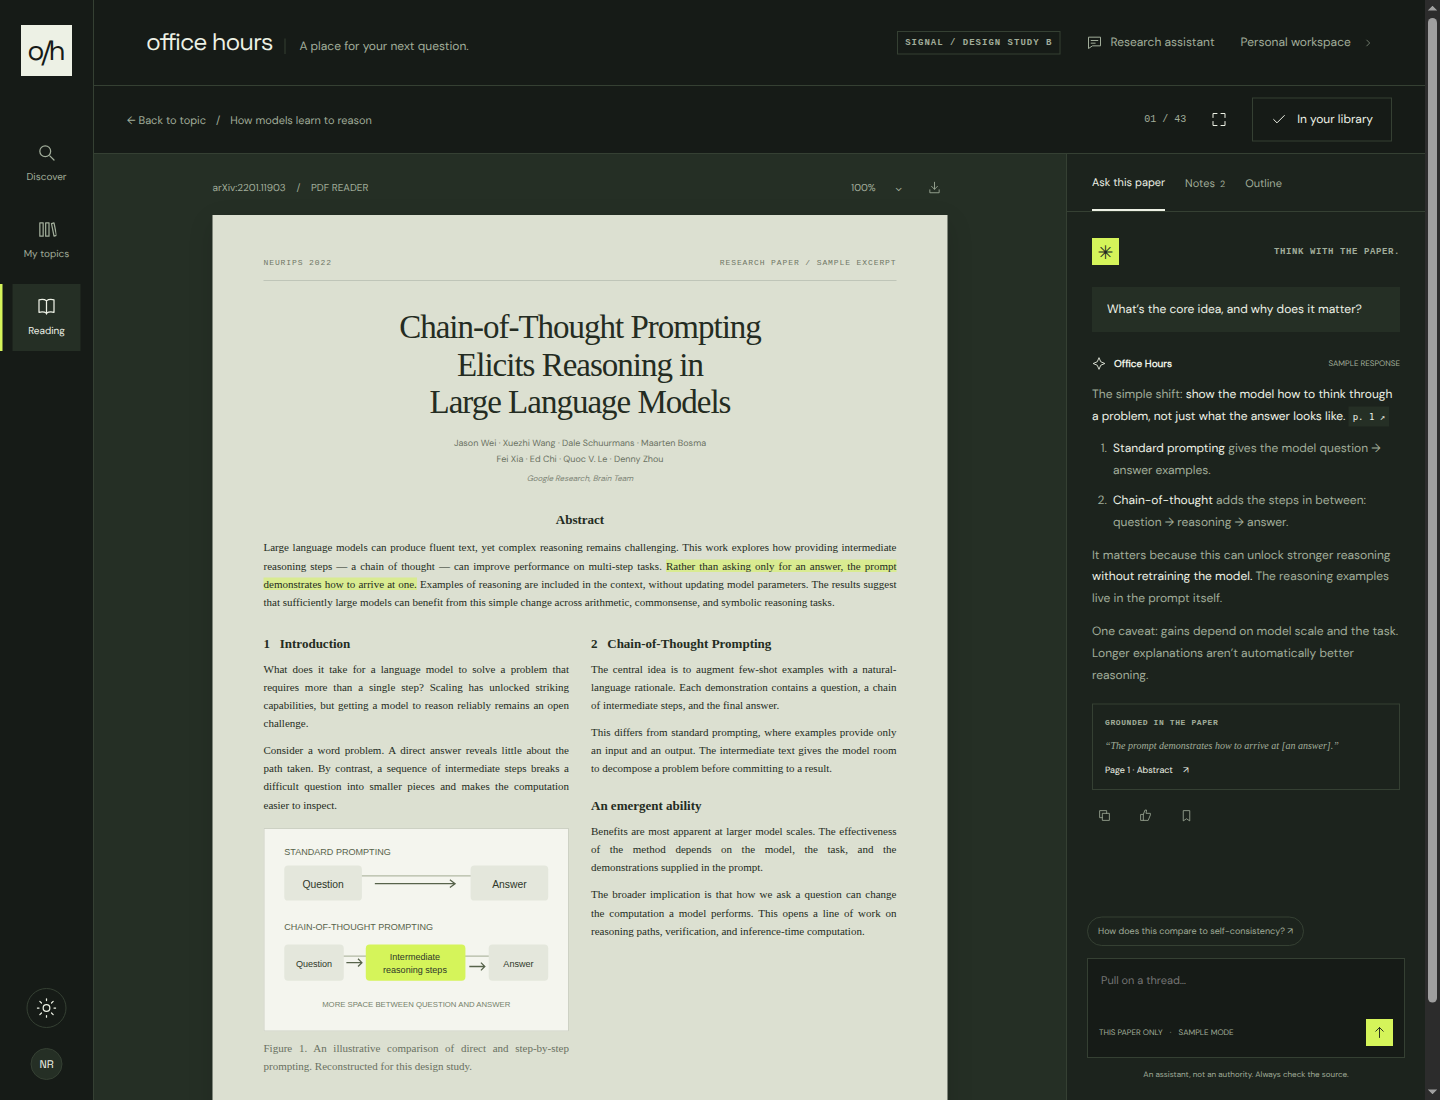 o/h
office hours
A place for your next question.
SIGNAL / DESIGN STUDY B
Research assistant
Personal workspace
← Back to topic / How models learn to reason
01 / 43
In your library
Discover
My topics
Reading
NR
arXiv:2201.11903 / PDF READER
100%
NEURIPS 2022
RESEARCH PAPER / SAMPLE EXCERPT
Chain-of-Thought Prompting
Elicits Reasoning in
Large Language Models
Jason Wei · Xuezhi Wang · Dale Schuurmans · Maarten Bosma
Fei Xia · Ed Chi · Quoc V. Le · Denny Zhou
Google Research, Brain Team
Abstract
Large language models can produce fluent text, yet complex reasoning remains challenging. This work explores how providing intermediate
reasoning steps — a chain of thought — can improve performance on multi-step tasks. Rather than asking only for an answer, the prompt
demonstrates how to arrive at one. Examples of reasoning are included in the context, without updating model parameters. The results suggest
that sufficiently large models can benefit from this simple change across arithmetic, commonsense, and symbolic reasoning tasks.
1 Introduction
What does it take for a language model to solve a problem that
requires more than a single step? Scaling has unlocked striking
capabilities, but getting a model to reason reliably remains an open
challenge.
Consider a word problem. A direct answer reveals little about the
path taken. By contrast, a sequence of intermediate steps breaks a
difficult question into smaller pieces and makes the computation
easier to inspect.
STANDARD PROMPTING
Question
Answer
CHAIN-OF-THOUGHT PROMPTING
Question
Intermediate
reasoning steps
Answer
MORE SPACE BETWEEN QUESTION AND ANSWER
Figure 1. An illustrative comparison of direct and step-by-step
prompting. Reconstructed for this design study.
2 Chain-of-Thought Prompting
The central idea is to augment few-shot examples with a natural-
language rationale. Each demonstration contains a question, a chain
of intermediate steps, and the final answer.
This differs from standard prompting, where examples provide only
an input and an output. The intermediate text gives the model room
to decompose a problem before committing to a result.
An emergent ability
Benefits are most apparent at larger model scales. The effectiveness
of the method depends on the model, the task, and the
demonstrations supplied in the prompt.
The broader implication is that how we ask a question can change
the computation a model performs. This opens a line of work on
reasoning paths, verification, and inference-time computation.
Ask this paper
Notes 2
Outline
THINK WITH THE PAPER.
What's the core idea, and why does it matter?
Office Hours
SAMPLE RESPONSE
The simple shift: show the model how to think through
a problem, not just what the answer looks like. p. 1 ↗
1. Standard prompting gives the model question →
answer examples.
2. Chain-of-thought adds the steps in between:
question → reasoning → answer.
It matters because this can unlock stronger reasoning
without retraining the model. The reasoning examples
live in the prompt itself.
One caveat: gains depend on model scale and the task.
Longer explanations aren't automatically better
reasoning.
GROUNDED IN THE PAPER
“The prompt demonstrates how to arrive at [an answer].”
Page 1 · Abstract ↗
How does this compare to self-consistency? ↗
Pull on a thread…
THIS PAPER ONLY · SAMPLE MODE
An assistant, not an authority. Always check the source.